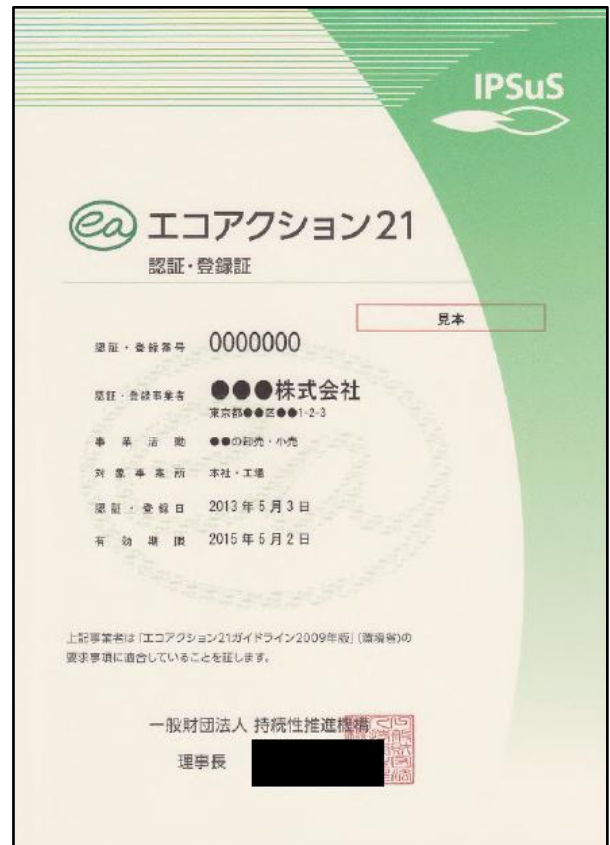 IPSuS
ea エコアクション21
認証・登録証
見本
認証・登録番号 0000000
認証・登録事業者 ●●●株式会社
東京都●●区●●1-2-3
事業活動 ●●の卸売・小売
対象事業所 本社・工場
認証・登録日 2013年5月3日
有効期限 2015年5月2日
上記事業者は「エコアクション21ガイドライン2009年版」(環境省)の
要求事項に適合していることを証します。
一般財団法人 持続性推進機構
理事長